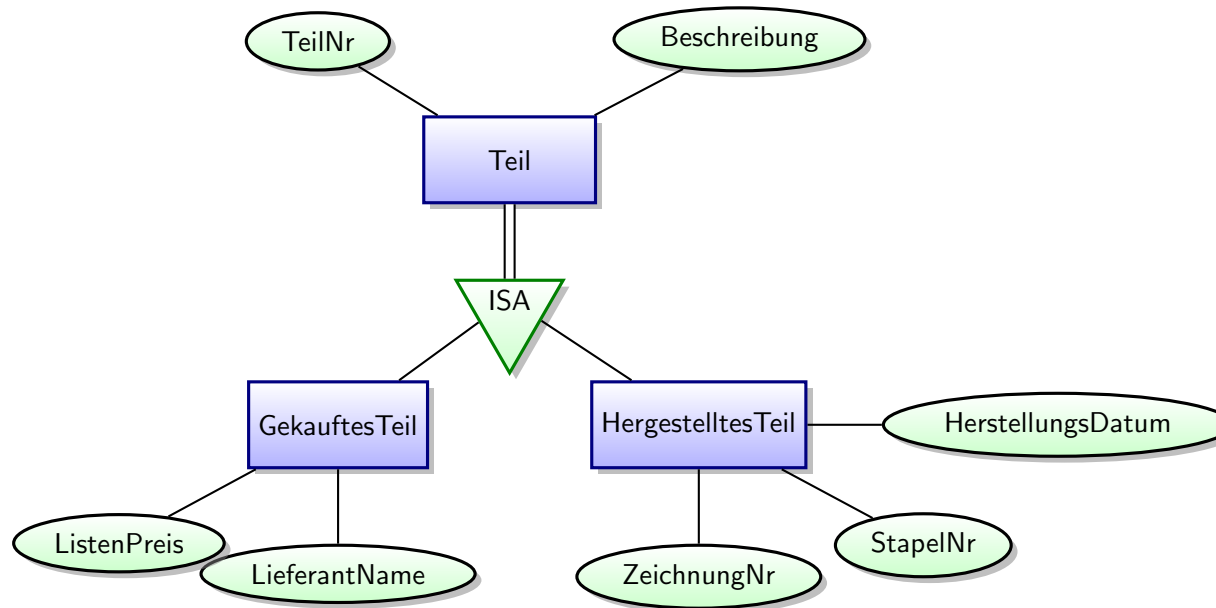 TeilNr
Beschreibung
Teil
ISA
GekauftesTeil
HergestelltesTeil
HerstellungsDatum
ListenPreis
LieferantName
ZeichnungNr
StapelNr